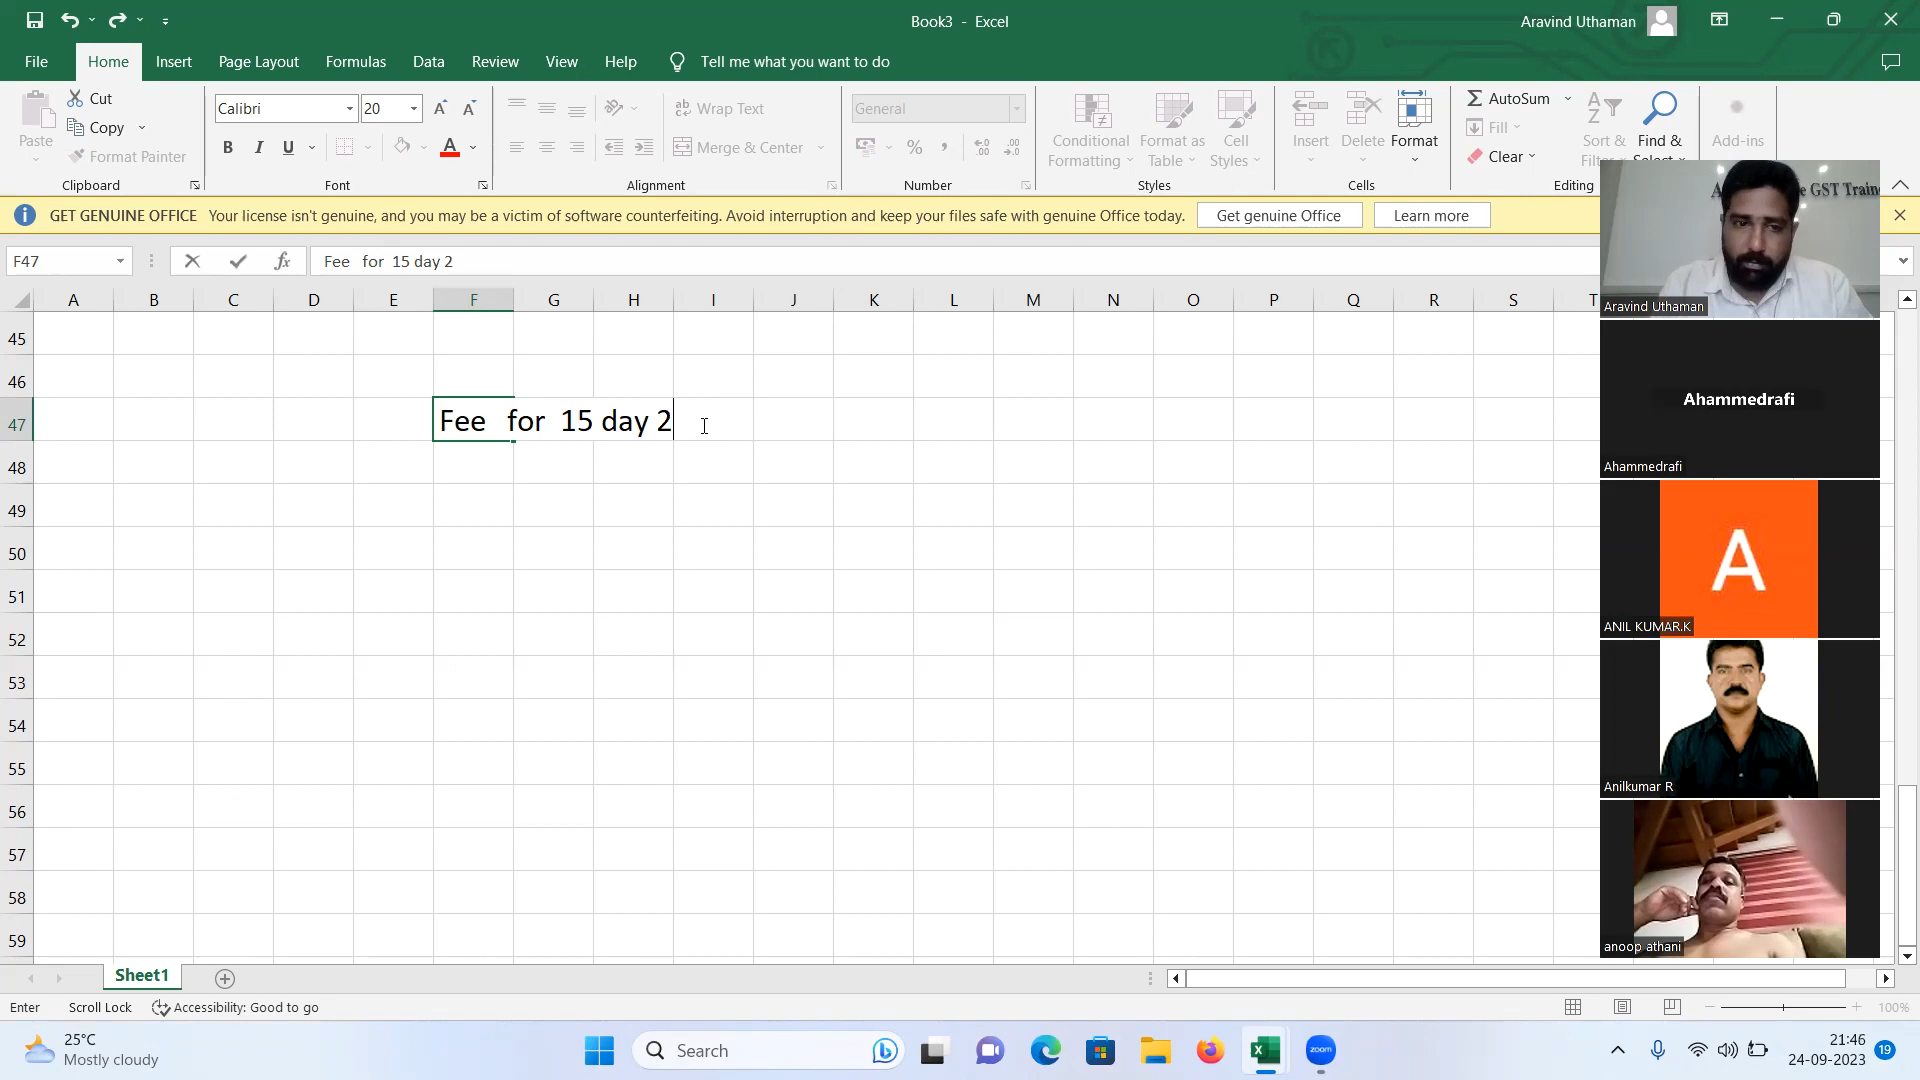 Book3 - Excel
Aravind Uthaman
File Home Insert Page Layout Formulas Data Review View Help Tell me what you want to do
Paste
Cut
Copy
Format Painter
Clipboard
Calibri 20
B I U
Font
Wrap Text
Merge & Center
Alignment
General
Number
Conditional Formatting
Format as Table
Cell Styles
Styles
Insert
Delete
Format
Cells
AutoSum
Fill
Clear
Sort &
Find &
Editing
Add-ins
GET GENUINE OFFICE Your license isn't genuine, and you may be a victim of software counterfeiting. Avoid interruption and keep your files safe with genuine Office today. Get genuine Office Learn more
F47 fx Fee for 15 day 2
A B C D E F G H I J K L M N O P Q R S T
45
46
47 Fee for 15 day 2
48
49
50
51
52
53
54
55
56
57
58
59
GST
Aravind Uthaman
Ahammedrafi
Ahammedrafi
A
ANIL KUMAR.K
Anilkumar R
anoop athani
Sheet1
Enter Scroll Lock Accessibility: Good to go 100%
25°C
Mostly cloudy
Search
zoom
21:46
24-09-2023
19